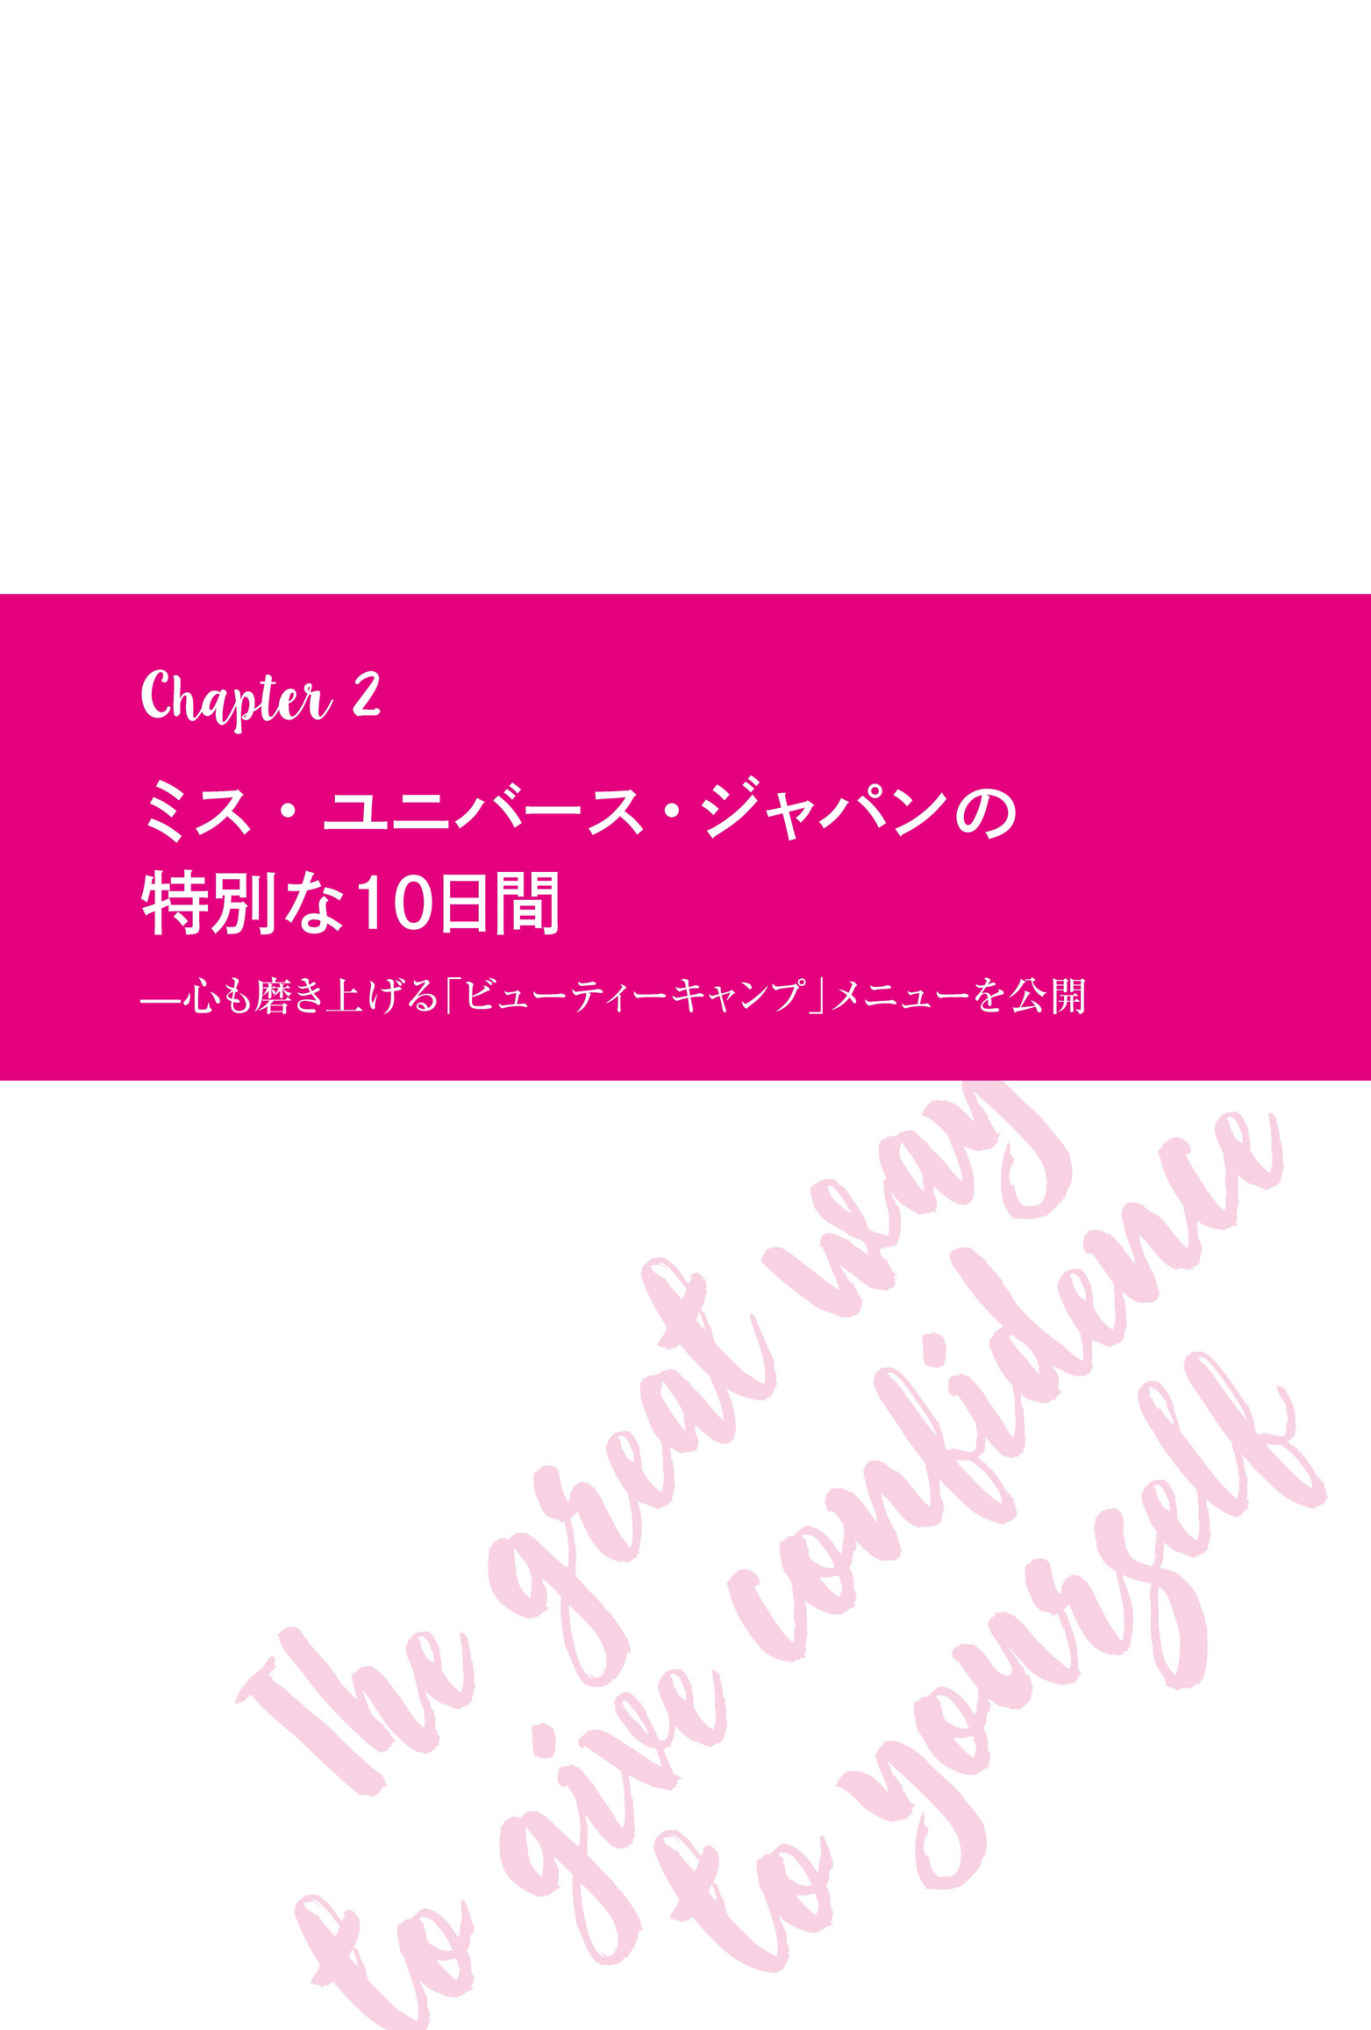 Chapter 2
ミス・ユニバース・ジャパンの
特別な10日間
―心も磨き上げる「ビューティーキャンプ」メニューを公開
The great way
to give confidence
to yourself